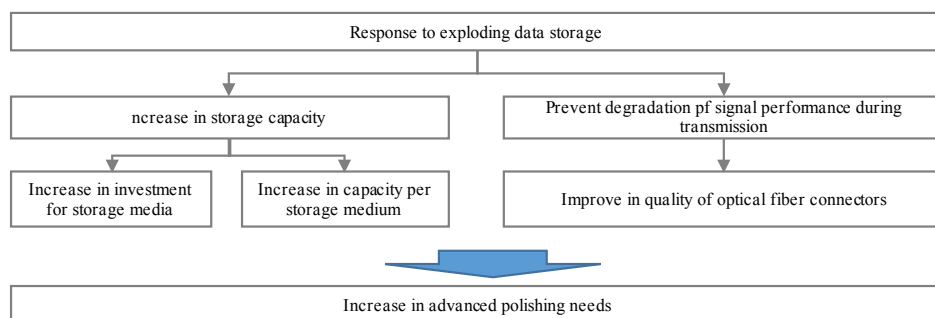 Response to exploding data storage
ncrease in storage capacity
Prevent degradation pf signal performance during
transmission
Increase in investment
for storage media
Increase in capacity per
storage medium
Improve in quality of optical fiber connectors
Increase in advanced polishing needs